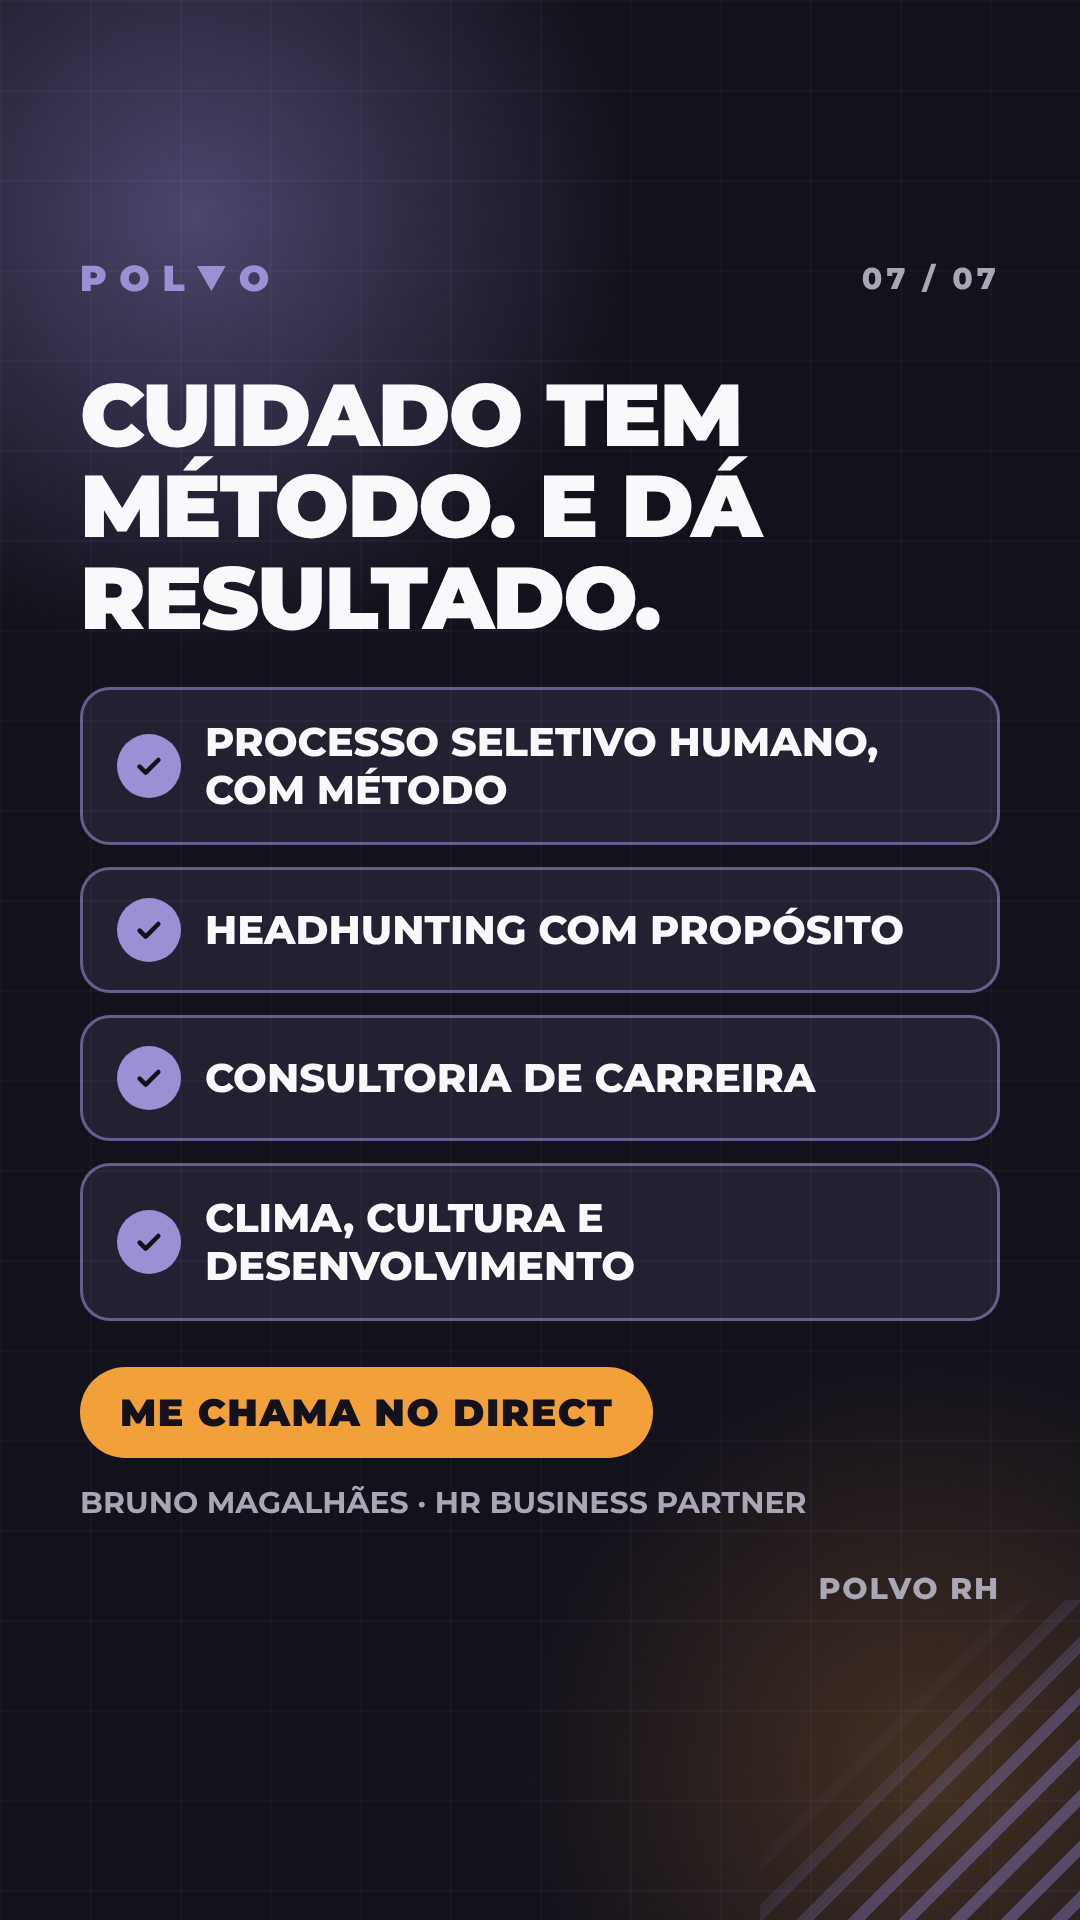 POLVO
07 / 07
CUIDADO TEM
MÉTODO. E DÁ
RESULTADO.
PROCESSO SELETIVO HUMANO,
COM MÉTODO
HEADHUNTING COM PROPÓSITO
CONSULTORIA DE CARREIRA
CLIMA, CULTURA E
DESENVOLVIMENTO
ME CHAMA NO DIRECT
BRUNO MAGALHÃES · HR BUSINESS PARTNER
POLVO RH